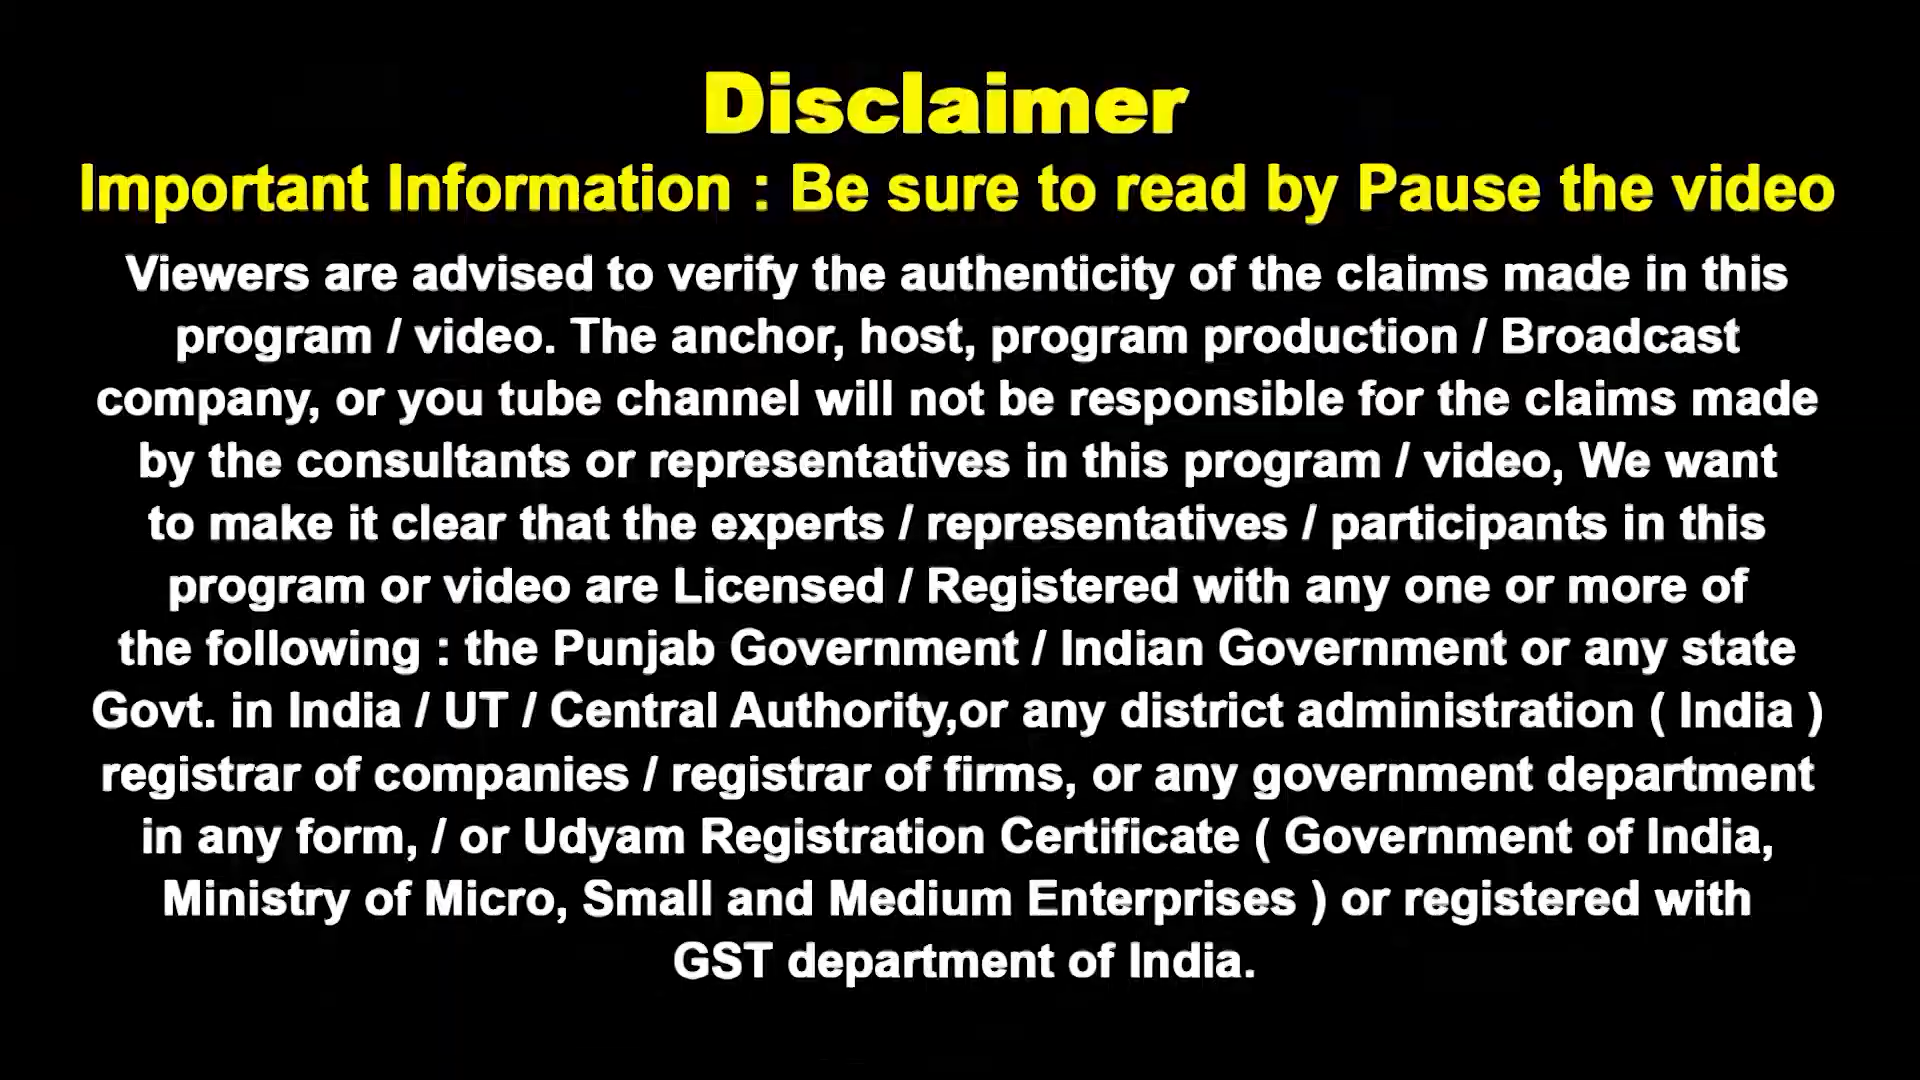 Disclaimer
Important Information : Be sure to read by Pause the video
Viewers are advised to verify the authenticity of the claims made in this
program / video. The anchor, host, program production / Broadcast
company, or you tube channel will not be responsible for the claims made
by the consultants or representatives in this program / video, We want
to make it clear that the experts / representatives / participants in this
program or video are Licensed / Registered with any one or more of
the following : the Punjab Government / Indian Government or any state
Govt. in India / UT / Central Authority,or any district administration ( India )
registrar of companies / registrar of firms, or any government department
in any form, / or Udyam Registration Certificate ( Government of India,
Ministry of Micro, Small and Medium Enterprises ) or registered with
GST department of India.